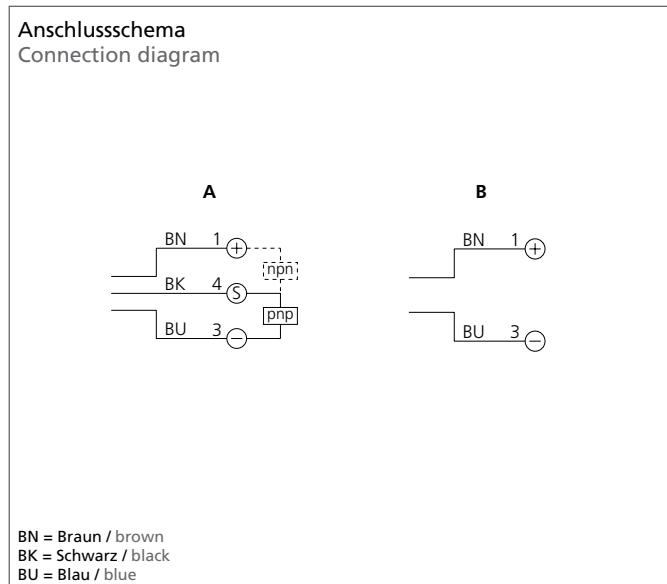 Anschlussschema
Connection diagram
A
BN 1 +
npn
BK 4 S
pnp
BU 3 −
B
BN 1 +
BU 3 −
BN = Braun / brown
BK = Schwarz / black
BU = Blau / blue